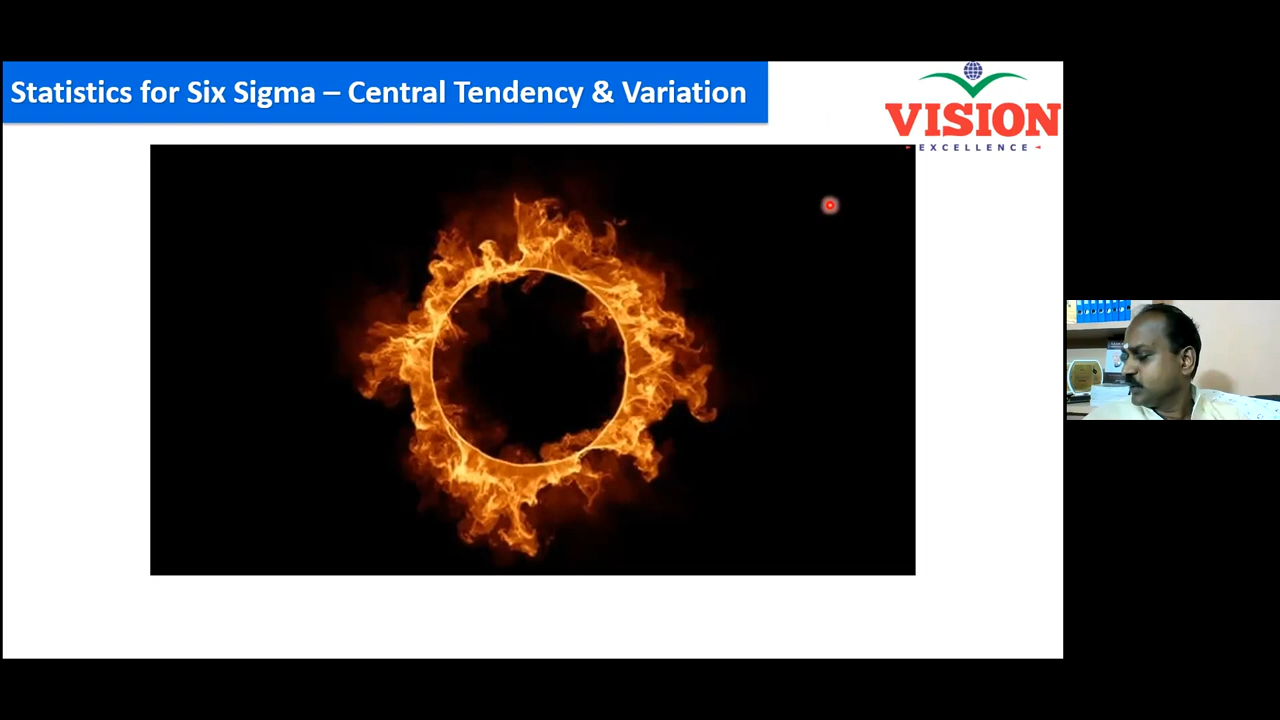 Statistics for Six Sigma – Central Tendency & Variation
VISION
EXCELLENCE